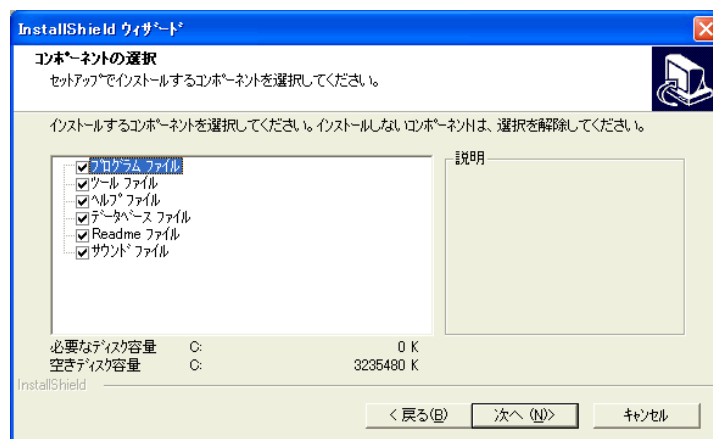 InstallShield ウィザード
コンポーネントの選択
セットアップでインストールするコンポーネントを選択してください。
インストールするコンポーネントを選択してください。インストールしないコンポーネントは、選択を解除してください。
説明
プログラム ファイル
ツール ファイル
ヘルプ ファイル
データベース ファイル
Readme ファイル
サウンド ファイル
必要なディスク容量 C: 0 K
空きディスク容量 C: 3235480 K
InstallShield
< 戻る(B) 次へ (N)> キャンセル